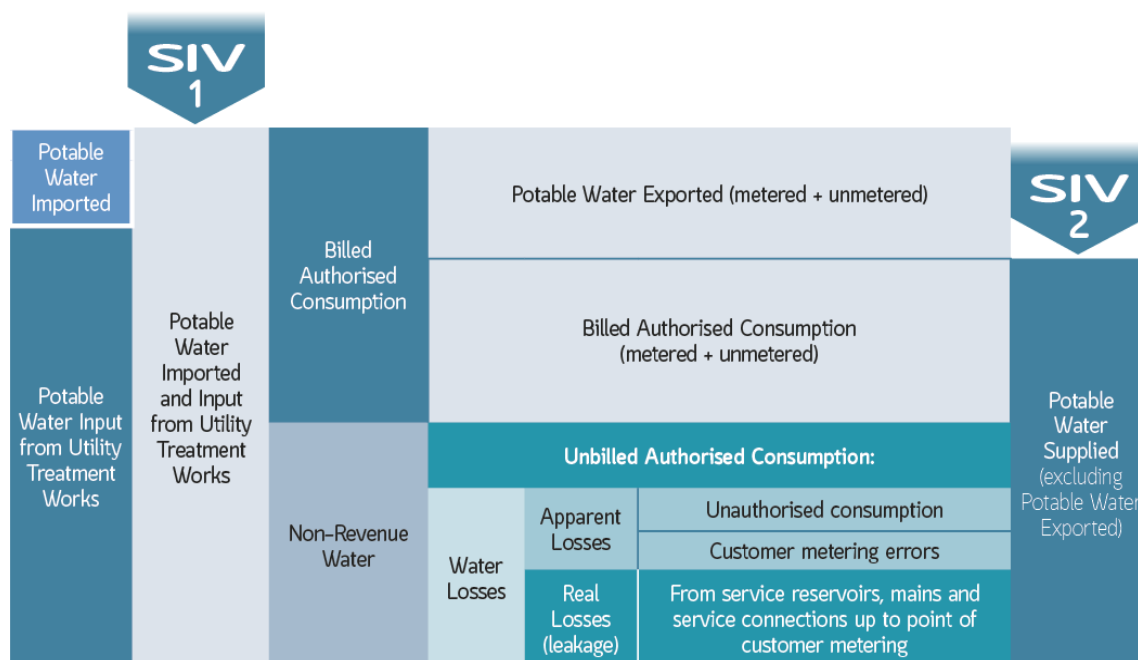 SIV
1
Potable
Water
Imported
Potable
Water Input
from Utility
Treatment
Works
Potable
Water
Imported
and Input
from Utility
Treatment
Works
Billed
Authorised
Consumption
Non-Revenue
Water
Potable Water Exported (metered + unmetered)
Billed Authorised Consumption
(metered + unmetered)
Unbilled Authorised Consumption:
Water
Losses
Apparent
Losses
Unauthorised consumption
Customer metering errors
Real
Losses
(leakage)
From service reservoirs, mains and
service connections up to point of
customer metering
SIV
2
Potable
Water
Supplied
(excluding
Potable Water
Exported)